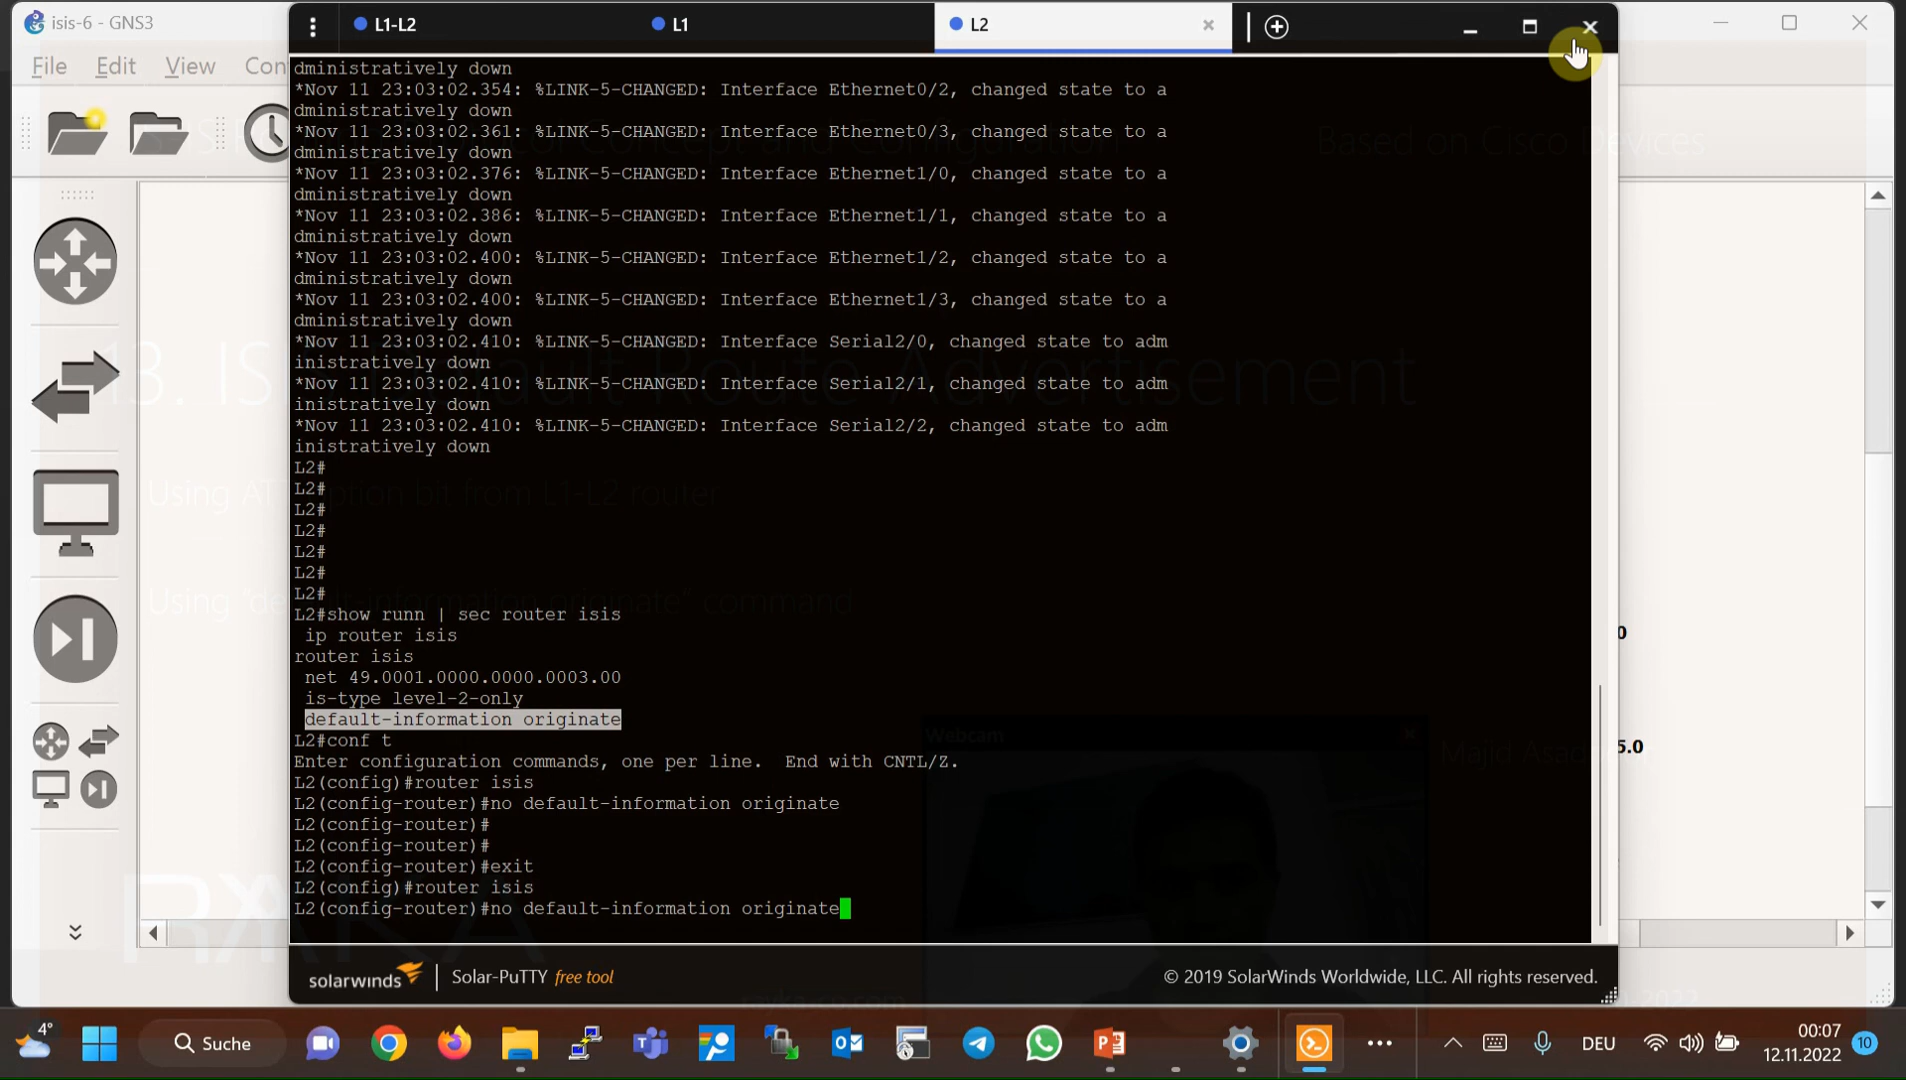 isis-6 - GNS3
L1-L2
L1
L2
File Edit View Con
dministratively down
*Nov 11 23:03:02.354: %LINK-5-CHANGED: Interface Ethernet0/2, changed state to a
dministratively down
*Nov 11 23:03:02.361: %LINK-5-CHANGED: Interface Ethernet0/3, changed state to a
dministratively down
*Nov 11 23:03:02.376: %LINK-5-CHANGED: Interface Ethernet1/0, changed state to a
dministratively down
*Nov 11 23:03:02.386: %LINK-5-CHANGED: Interface Ethernet1/1, changed state to a
dministratively down
*Nov 11 23:03:02.400: %LINK-5-CHANGED: Interface Ethernet1/2, changed state to a
dministratively down
*Nov 11 23:03:02.400: %LINK-5-CHANGED: Interface Ethernet1/3, changed state to a
dministratively down
*Nov 11 23:03:02.410: %LINK-5-CHANGED: Interface Serial2/0, changed state to adm
inistratively down
*Nov 11 23:03:02.410: %LINK-5-CHANGED: Interface Serial2/1, changed state to adm
inistratively down
*Nov 11 23:03:02.410: %LINK-5-CHANGED: Interface Serial2/2, changed state to adm
inistratively down
L2#
L2#
L2#
L2#
L2#
L2#
L2#
L2#show runn | sec router isis
ip router isis
router isis
net 49.0001.0000.0000.0003.00
is-type level-2-only
default-information originate
L2#conf t
Enter configuration commands, one per line. End with CNTL/Z.
L2(config)#router isis
L2(config-router)#no default-information originate
L2(config-router)#
L2(config-router)#
L2(config-router)#exit
L2(config)#router isis
L2(config-router)#no default-information originate
Based on Cisco Devices
Default Route Advertisement
Using "default-information originate" command
Webcam
0
5.0
solarwinds
Solar-PuTTY free tool
© 2019 SolarWinds Worldwide, LLC. All rights reserved.
4°
Suche
DEU
00:07
12.11.2022
10